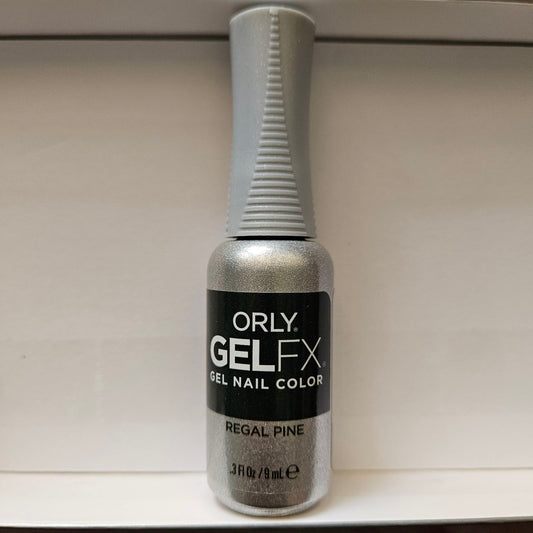 ORLY®
GELFX®
GEL NAIL COLOR
REGAL PINE
.3 Fl Oz / 9 mL ℮